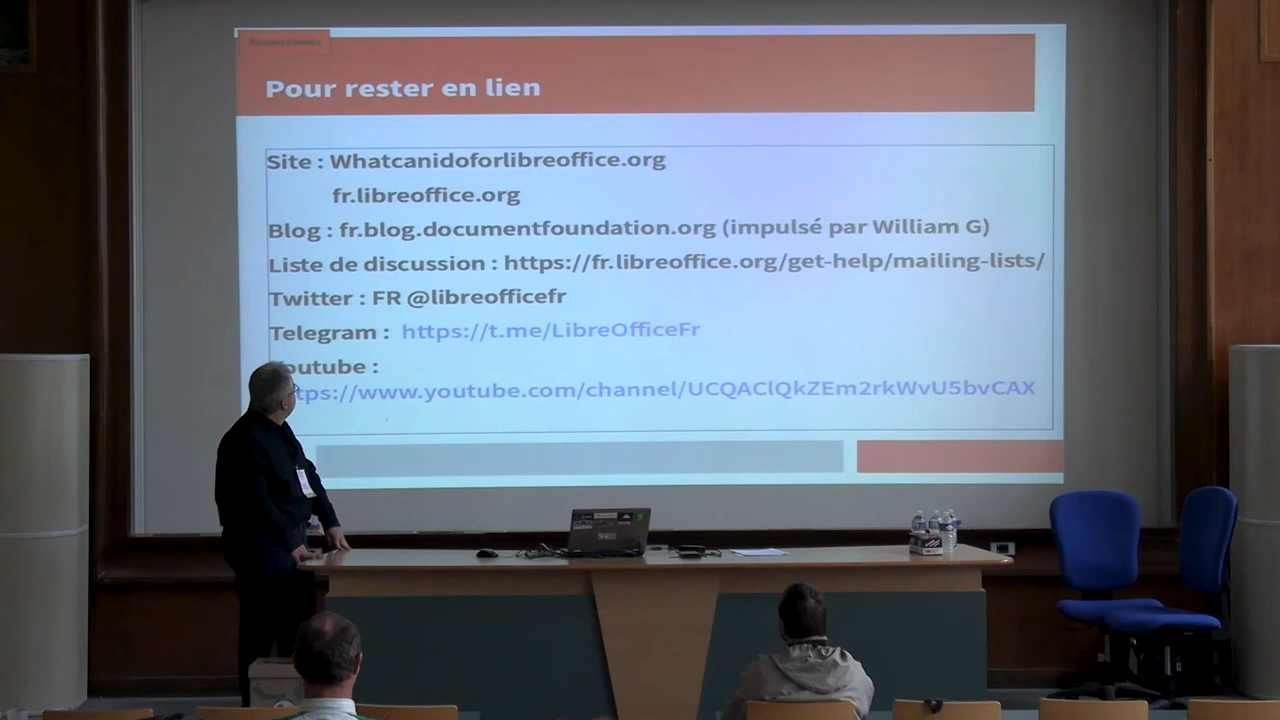 Pour rester en lien
Site : Whatcanidoforlibreoffice.org
fr.libreoffice.org
Blog : fr.blog.documentfoundation.org (impulsé par William G)
Liste de discussion : https://fr.libreoffice.org/get-help/mailing-lists/
Twitter : FR @libreofficefr
Telegram : https://t.me/LibreOfficeFr
outube :
tps://www.youtube.com/channel/UCQAClQkZEm2rkWvU5bvCAX